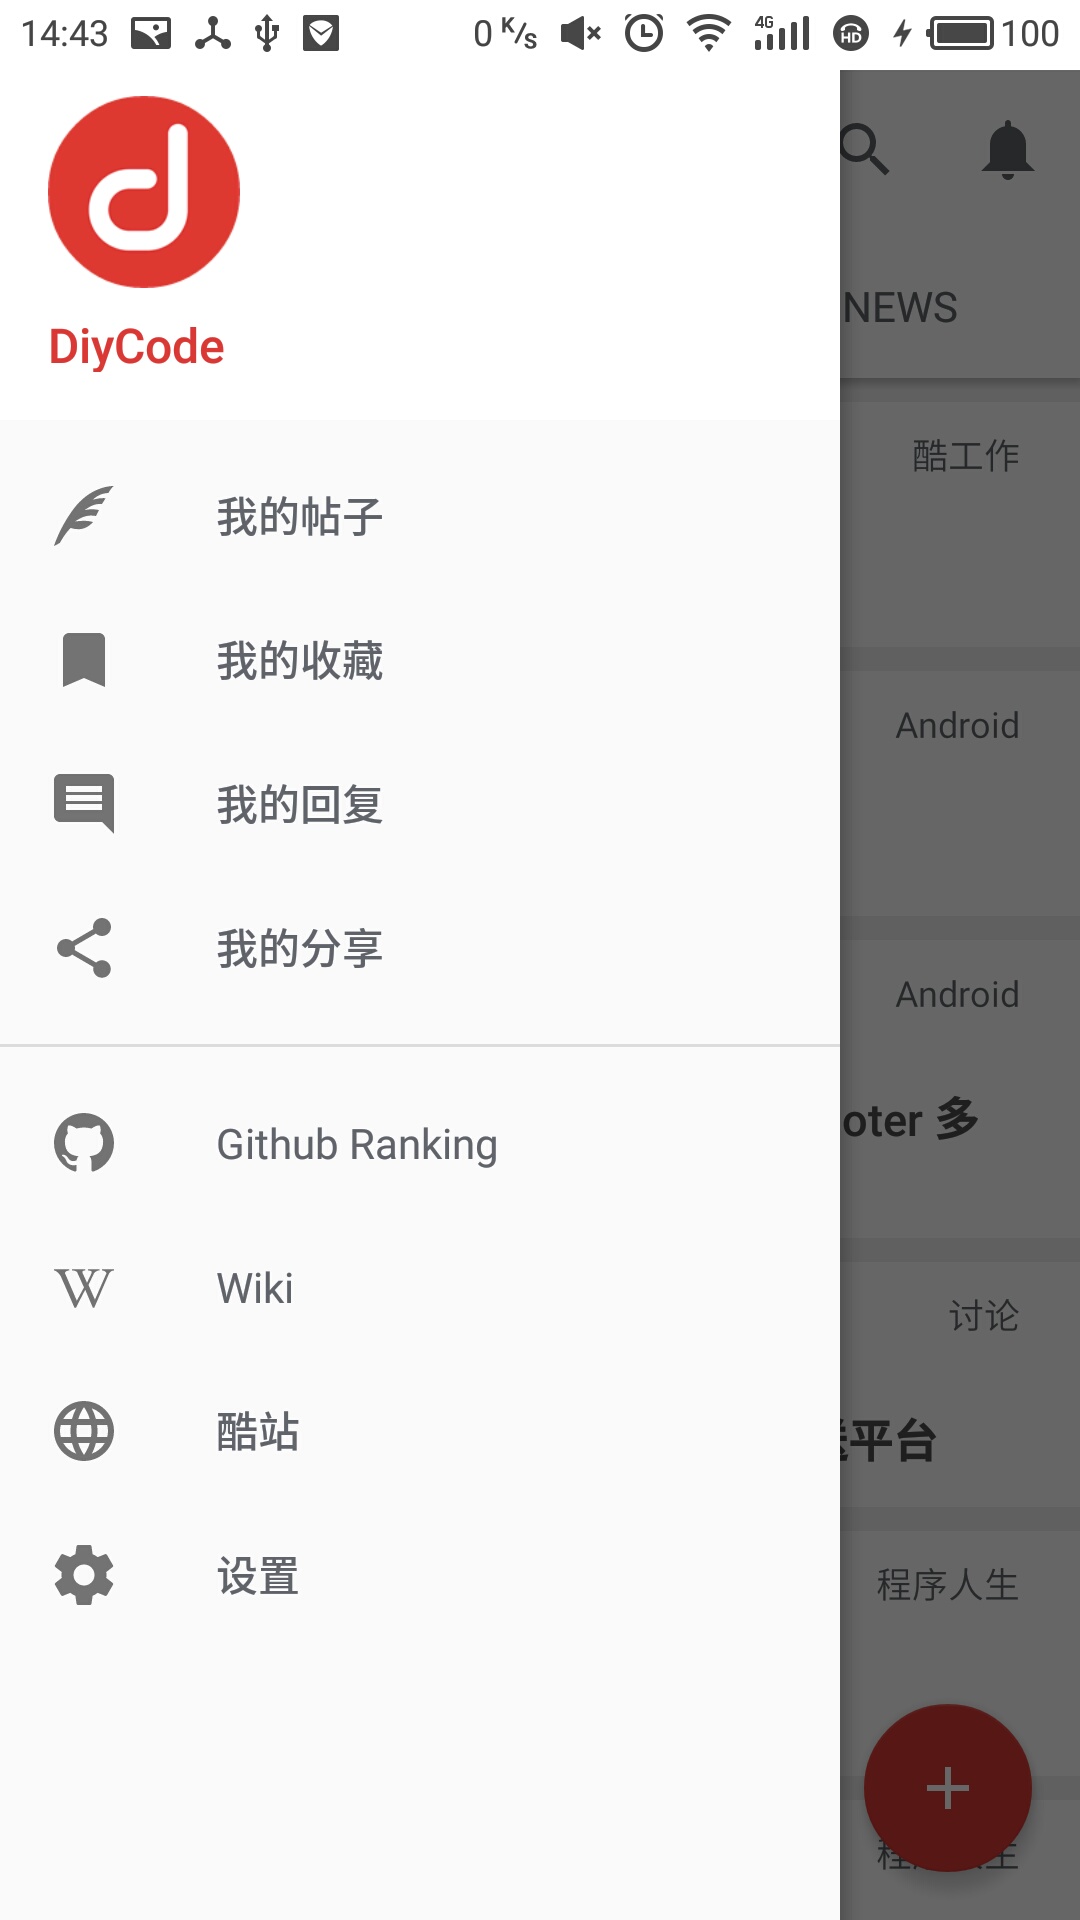 14:43 0 K/s 4G HD 100
DiyCode
NEWS
我的帖子
酷工作
我的收藏
Android
我的回复
我的分享
Android
oter 多
Github Ranking
Wiki
讨论
酷站
平台
设置
程序人生